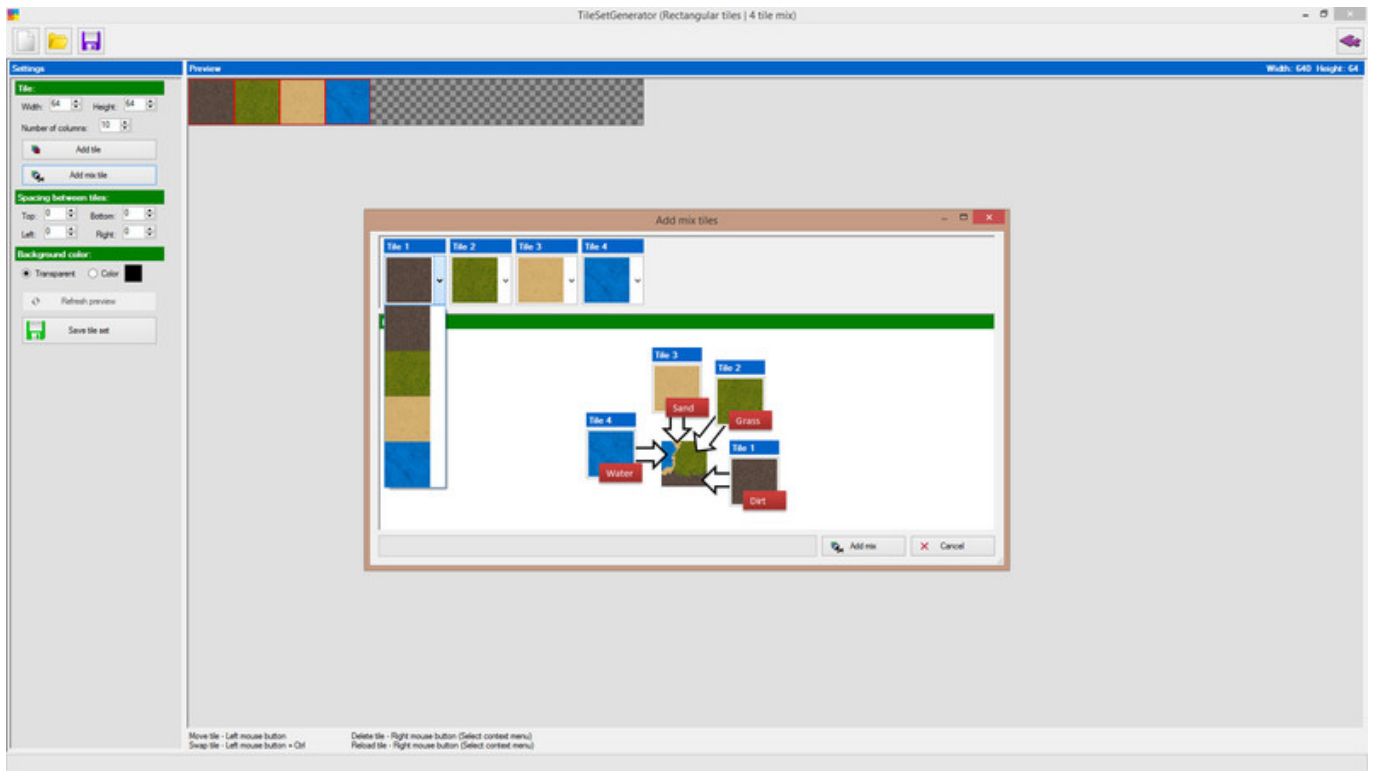 TileSetGenerator (Rectangular tiles | 4 tile mix)
Settings
Preview
Width: 640 Height: 64
Tile:
Width: 64 Height: 64
Number of columns: 10
Add tile
Add mix tile
Spacing between tiles:
Top: 0 Bottom: 0
Left: 0 Right: 0
Background color:
Transparent Color
Refresh preview
Save tile set
Add mix tiles
Tile 1 Tile 2 Tile 3 Tile 4
Tile 3
Sand
Tile 2
Grass
Tile 4
Water
Tile 1
Dirt
Add mix Cancel
Move tile - Left mouse button Delete tile - Right mouse button (Select context menu)
Swap tile - Left mouse button + Ctrl Reload tile - Right mouse button (Select context menu)